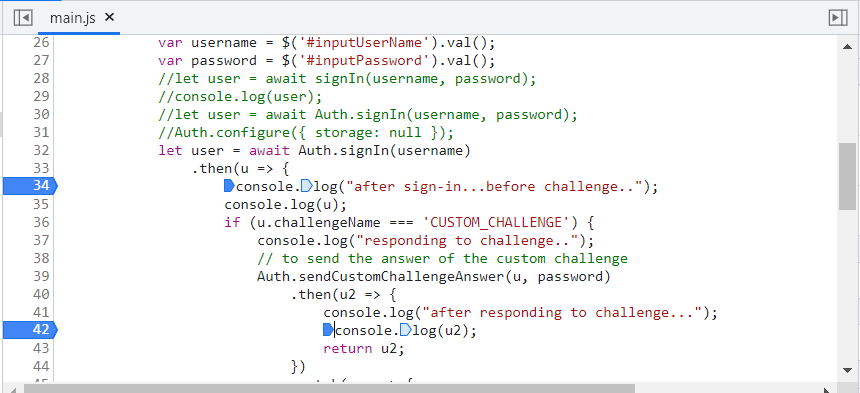 main.js ×
26 var username = $('#inputUserName').val();
27 var password = $('#inputPassword').val();
28 //let user = await signIn(username, password);
29 //console.log(user);
30 //let user = await Auth.signIn(username, password);
31 //Auth.configure({ storage: null });
32 let user = await Auth.signIn(username)
33 .then(u => {
34 console.log("after sign-in...before challenge..");
35 console.log(u);
36 if (u.challengeName === 'CUSTOM_CHALLENGE') {
37 console.log("responding to challenge..");
38 // to send the answer of the custom challenge
39 Auth.sendCustomChallengeAnswer(u, password)
40 .then(u2 => {
41 console.log("after responding to challenge...");
42 console.log(u2);
43 return u2;
44 })